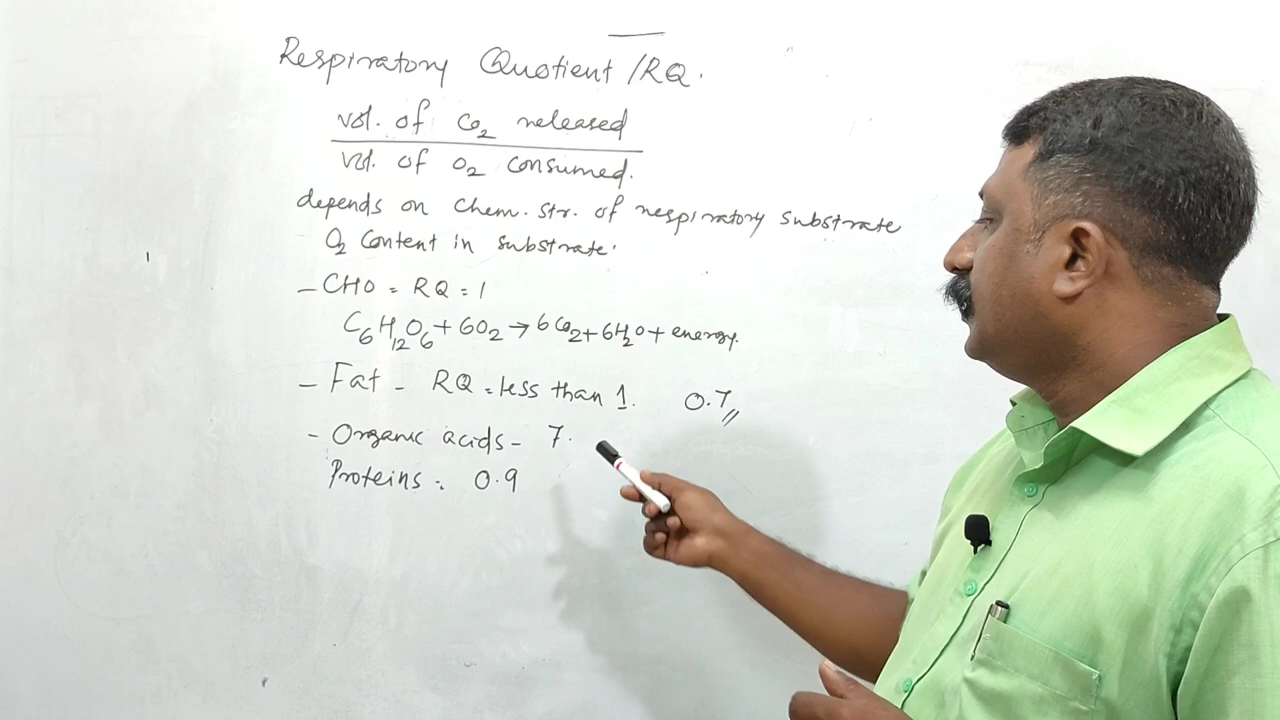 Respiratory Quotient /RQ.
vol. of CO2 released
vol. of O2 consumed.
depends on Chem. str. of respiratory substrate
O2 Content in substrate.
- CHO = RQ = 1
C6H12O6 + 6O2 → 6CO2 + 6H2O + energy.
- Fat - RQ = less than 1. 0.7
- Organic acids - 7.
Proteins = 0.9